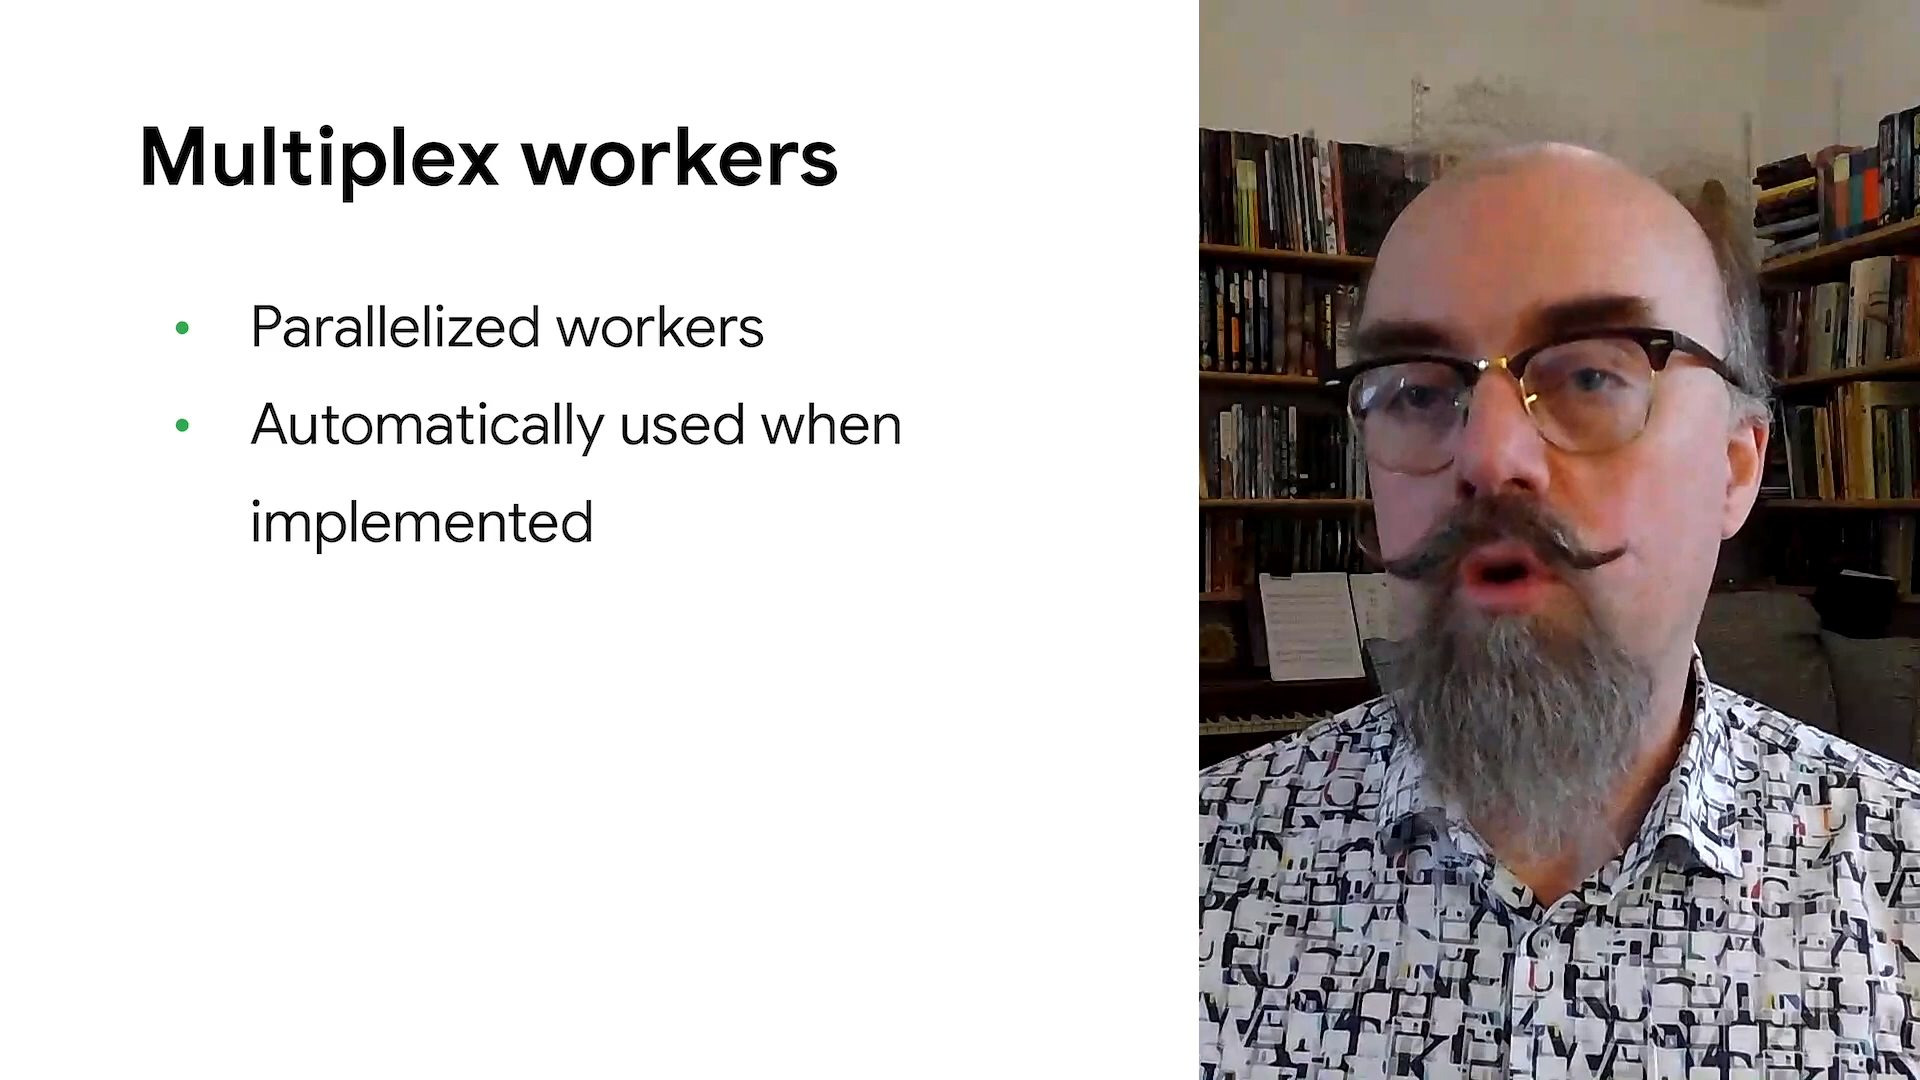 Multiplex workers
• Parallelized workers
• Automatically used when
implemented